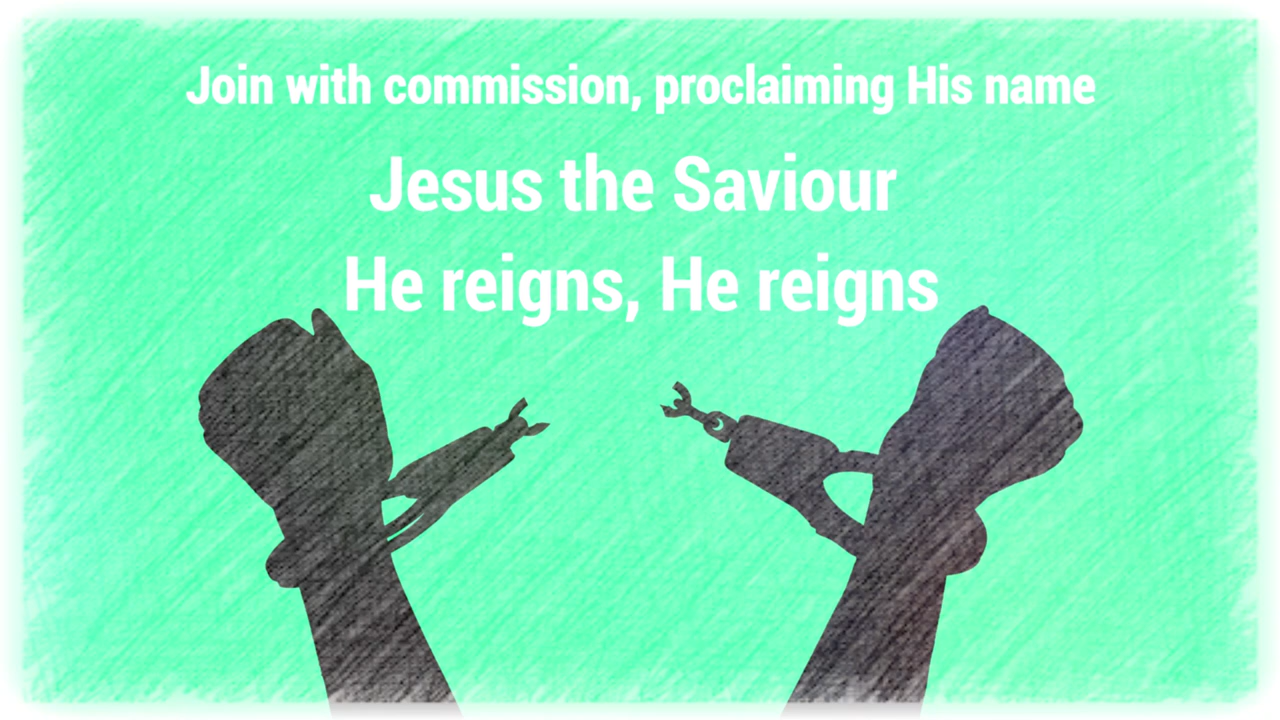 Join with commission, proclaiming His name
Jesus the Saviour
He reigns, He reigns